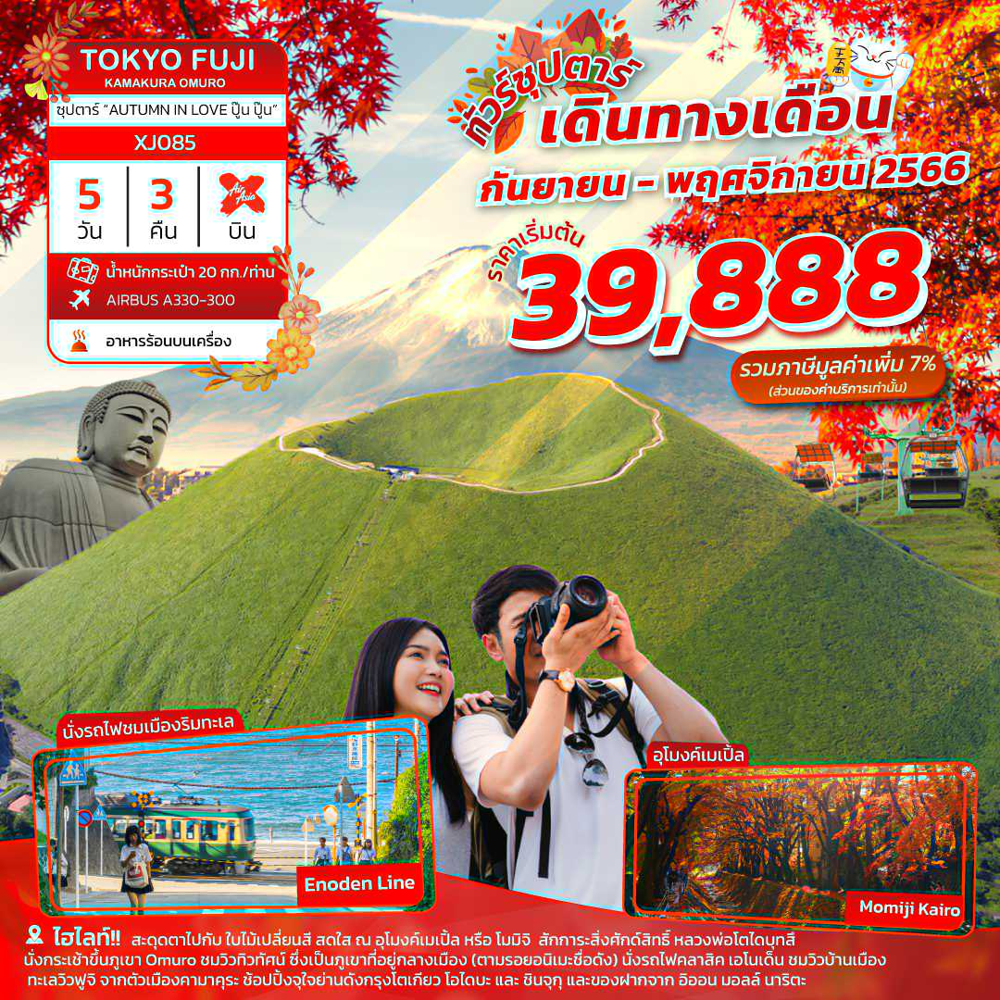 TOKYO FUJI
KAMAKURA OMURO
ซุปตาร์ “AUTUMN IN LOVE ปู๊น ปู๊น”
XJ085
5 วัน
3 คืน
Air Asia บิน
น้ำหนักกระเป๋า 20 กก./ท่าน
AIRBUS A330-300
อาหารร้อนบนเครื่อง
ทัวร์ซุปตาร์
เดินทางเดือน
กันยายน - พฤศจิกายน 2566
ราคาเริ่มต้น
39,888
รวมภาษีมูลค่าเพิ่ม 7%
(ส่วนของค่าบริการเท่านั้น)
นั่งรถไฟชมเมืองริมทะเล
Enoden Line
อุโมงค์เมเปิ้ล
Momiji Kairo
ไฮไลท์!! สะดุดตาไปกับ ใบไม้เปลี่ยนสี สดใส ณ อุโมงค์เมเปิ้ล หรือ โมมิจิ สักการะสิ่งศักดิ์สิทธิ์ หลวงพ่อโตไดบุทสึ
นั่งกระเช้าขึ้นภูเขา Omuro ชมวิวทิวทัศน์ ซึ่งเป็นภูเขาที่อยู่กลางเมือง (ตามรอยอนิเมะชื่อดัง) นั่งรถไฟคลาสิค เอโนเด็น ชมวิวบ้านเมือง
ทะเลวิวฟูจิ จากตัวเมืองคามาคุระ ช้อปปิ้งจุใจย่านดังกรุงโตเกียว โอไดบะ และ ชินจุกุ และของฝากจาก อิออน มอลล์ นาริตะ